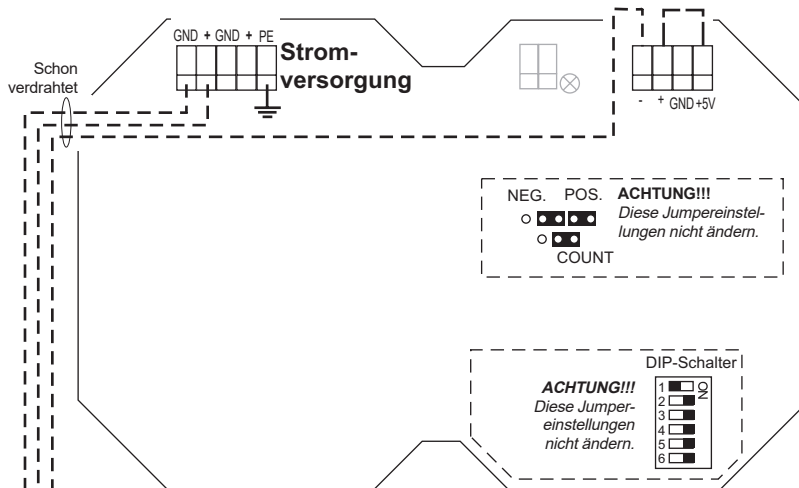 GND + GND + PE
Strom-
versorgung
Schon
verdrahtet
- + GND +5V
NEG. POS.
COUNT
ACHTUNG!!!
Diese Jumpereinstel-
lungen nicht ändern.
DIP-Schalter
ACHTUNG!!!
Diese Jumper-
einstellungen
nicht ändern.
1
2
3
4
5
6
ON